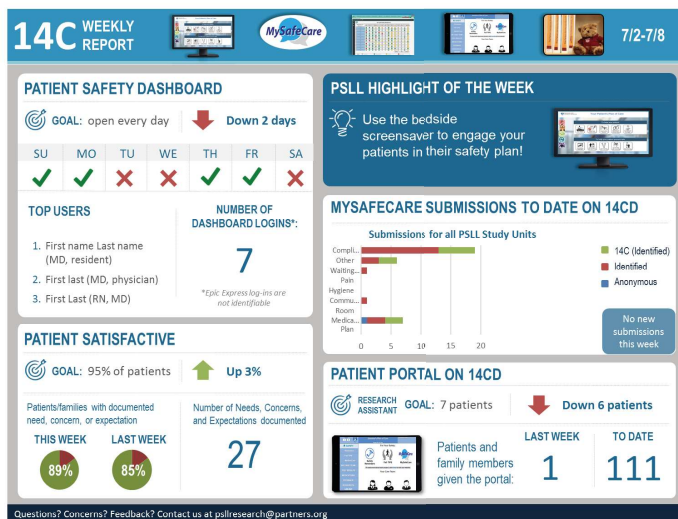 14C WEEKLY REPORT
MySafeCare
7/2-7/8
PATIENT SAFETY DASHBOARD
GOAL: open every day
Down 2 days
SU MO TU WE TH FR SA
TOP USERS
1. First name Last name
(MD, resident)
2. First last (MD, physician)
3. First Last (RN, MD)
NUMBER OF
DASHBOARD LOGINS*:
7
*Epic Express log-ins are
not identifiable
PATIENT SATISFACTIVE
GOAL: 95% of patients
Up 3%
Patients/families with documented
need, concern, or expectation
THIS WEEK LAST WEEK
89% 85%
Number of Needs, Concerns,
and Expectations documented
27
PSLL HIGHLIGHT OF THE WEEK
Use the bedside
screensaver to engage your
patients in their safety plan!
MYSAFECARE SUBMISSIONS TO DATE ON 14CD
Submissions for all PSLL Study Units
Compli...
Other
Waiting...
Pain
Hygiene
Commu...
Room
Medica...
Plan
0 5 10 15 20
14C (Identified)
Identified
Anonymous
No new
submissions
this week
PATIENT PORTAL ON 14CD
RESEARCH
ASSISTANT
GOAL: 7 patients
Down 6 patients
Patients and
family members
given the portal:
LAST WEEK
1
TO DATE
111
Questions? Concerns? Feedback? Contact us at psllresearch@partners.org